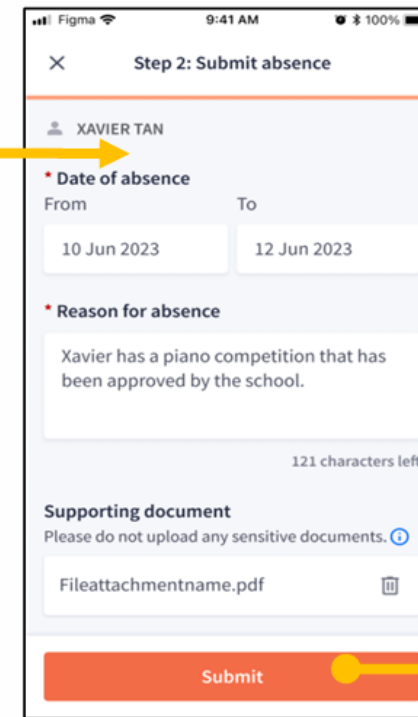 Figma 9:41 AM 100%
Step 2: Submit absence
XAVIER TAN
* Date of absence
From To
10 Jun 2023 12 Jun 2023
* Reason for absence
Xavier has a piano competition that has
been approved by the school.
121 characters left
Supporting document
Please do not upload any sensitive documents.
Fileattachmentname.pdf
Submit